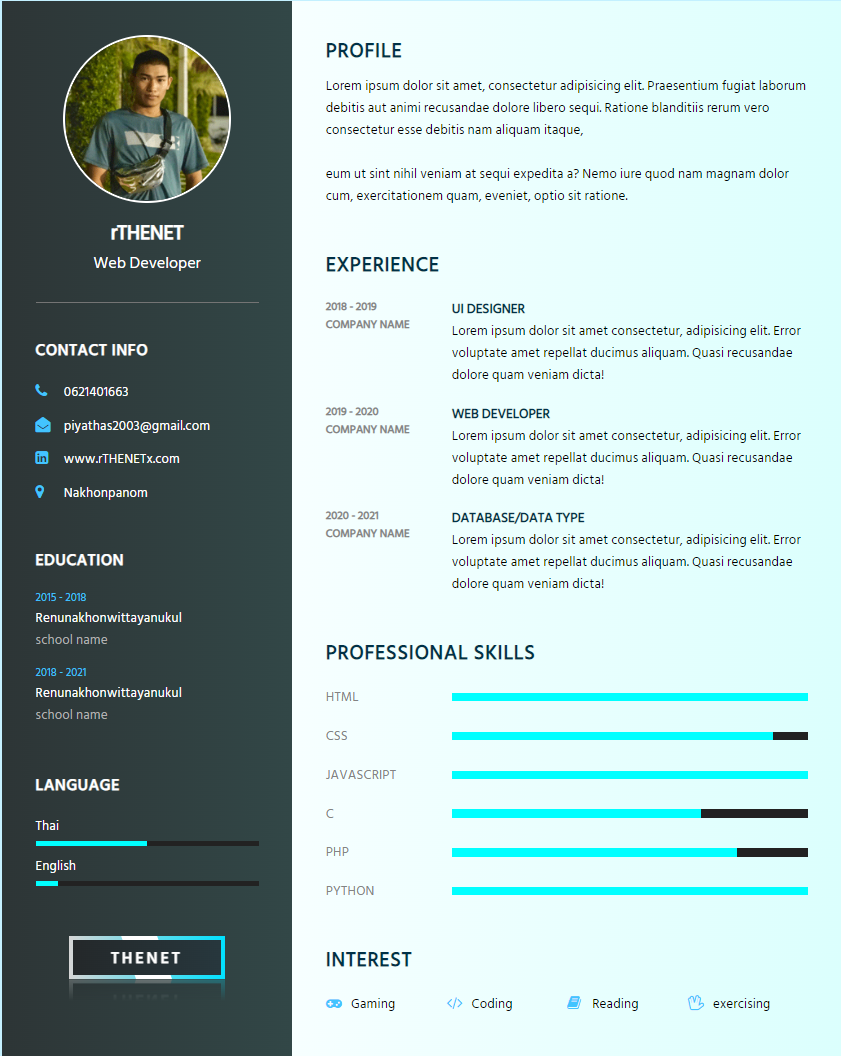 rTHENET
Web Developer
CONTACT INFO
0621401663
piyathas2003@gmail.com
www.rTHENETx.com
Nakhonpanom
EDUCATION
2015 - 2018
Renunakhonwittayanukul
school name
2018 - 2021
Renunakhonwittayanukul
school name
LANGUAGE
Thai
English
THENET
PROFILE
Lorem ipsum dolor sit amet, consectetur adipisicing elit. Praesentium fugiat laborum
debitis aut animi recusandae dolore libero sequi. Ratione blanditiis rerum vero
consectetur esse debitis nam aliquam itaque,
eum ut sint nihil veniam at sequi expedita a? Nemo iure quod nam magnam dolor
cum, exercitationem quam, eveniet, optio sit ratione.
EXPERIENCE
2018 - 2019
COMPANY NAME
UI DESIGNER
Lorem ipsum dolor sit amet consectetur, adipisicing elit. Error
voluptate amet repellat ducimus aliquam. Quasi recusandae
dolore quam veniam dicta!
2019 - 2020
COMPANY NAME
WEB DEVELOPER
Lorem ipsum dolor sit amet consectetur, adipisicing elit. Error
voluptate amet repellat ducimus aliquam. Quasi recusandae
dolore quam veniam dicta!
2020 - 2021
COMPANY NAME
DATABASE/DATA TYPE
Lorem ipsum dolor sit amet consectetur, adipisicing elit. Error
voluptate amet repellat ducimus aliquam. Quasi recusandae
dolore quam veniam dicta!
PROFESSIONAL SKILLS
HTML
CSS
JAVASCRIPT
C
PHP
PYTHON
INTEREST
Gaming
Coding
Reading
exercising